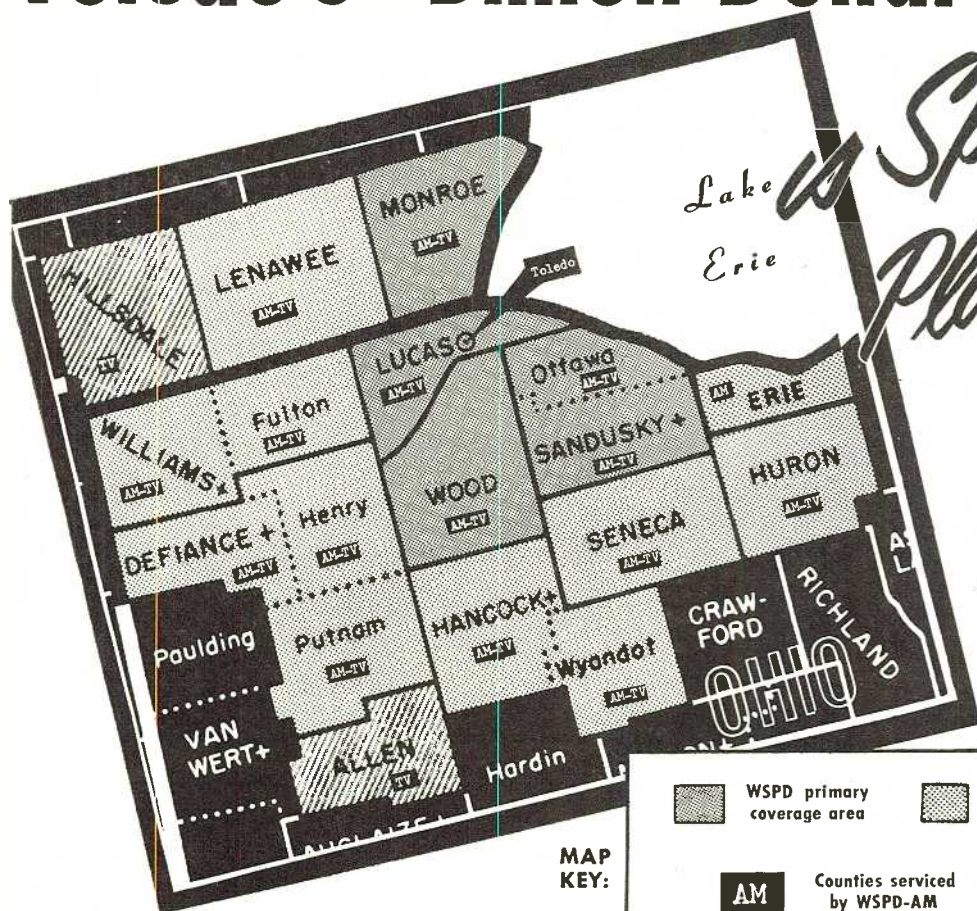 Lake
Erie
is
Toledo
MONROE
AM-TV
LENAWEE
AM-TV
HILLSDALE
TV
LUCAS
AM-TV
Ottawa
AM-TV
AM
ERIE
Fulton
AM-TV
WILLIAMS+
AM-TV
SANDUSKY+
AM-TV
HURON
AM-TV
WOOD
AM-TV
Henry
AM-TV
DEFIANCE +
AM-TV
SENECA
AM-TV
Paulding
Putnam
AM-TV
HANCOCK+
AM-TV
Wyandot
AM-TV
CRAW-
FORD
RICHLAND
OHIO
VAN
WERT+
ALLEN
TV
Hardin
MAP
KEY:
WSPD primary
coverage area
AM
Counties serviced
by WSPD-AM